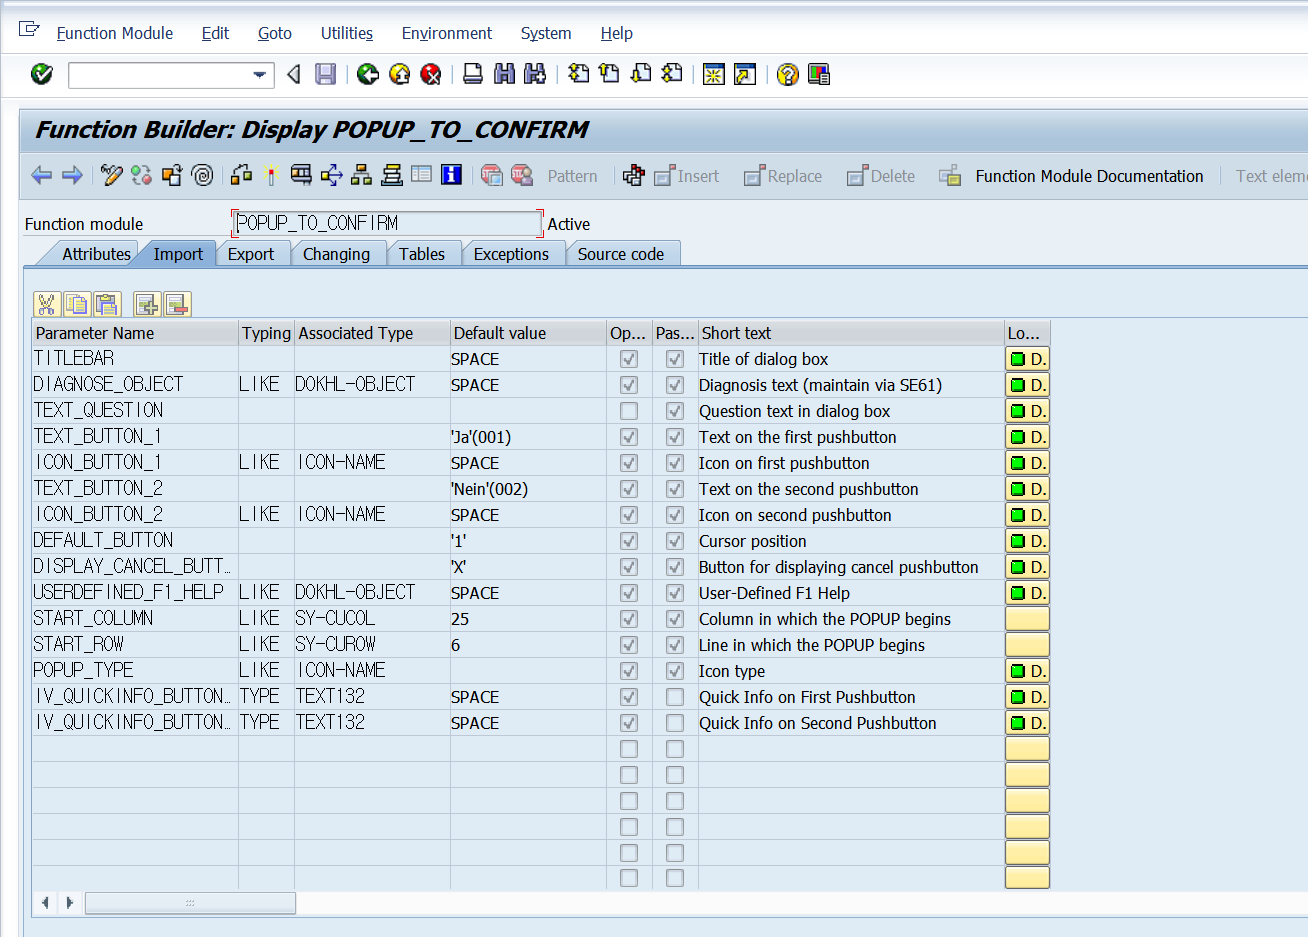 Function Module Edit Goto Utilities Environment System Help
Function Builder: Display POPUP_TO_CONFIRM
Pattern Insert Replace Delete Function Module Documentation Text eleme
Function module POPUP_TO_CONFIRM Active
Attributes Import Export Changing Tables Exceptions Source code
Parameter Name Typing Associated Type Default value Op... Pas... Short text Lo...
TITLEBAR SPACE Title of dialog box D.
DIAGNOSE_OBJECT LIKE DOKHL-OBJECT SPACE Diagnosis text (maintain via SE61) D.
TEXT_QUESTION Question text in dialog box D.
TEXT_BUTTON_1 'Ja'(001) Text on the first pushbutton D.
ICON_BUTTON_1 LIKE ICON-NAME SPACE Icon on first pushbutton D.
TEXT_BUTTON_2 'Nein'(002) Text on the second pushbutton D.
ICON_BUTTON_2 LIKE ICON-NAME SPACE Icon on second pushbutton D.
DEFAULT_BUTTON '1' Cursor position D.
DISPLAY_CANCEL_BUTT... 'X' Button for displaying cancel pushbutton D.
USERDEFINED_F1_HELP LIKE DOKHL-OBJECT SPACE User-Defined F1 Help D.
START_COLUMN LIKE SY-CUCOL 25 Column in which the POPUP begins
START_ROW LIKE SY-CUROW 6 Line in which the POPUP begins
POPUP_TYPE LIKE ICON-NAME Icon type D.
IV_QUICKINFO_BUTTON... TYPE TEXT132 SPACE Quick Info on First Pushbutton D.
IV_QUICKINFO_BUTTON... TYPE TEXT132 SPACE Quick Info on Second Pushbutton D.